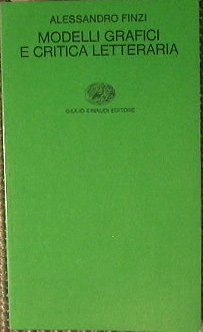 ALESSANDRO FINZI
MODELLI GRAFICI
E CRITICA LETTERARIA
GIULIO EINAUDI EDITORE